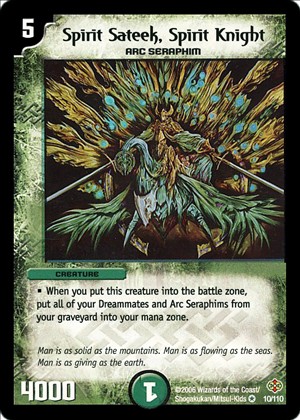 5
Spirit Sateek, Spirit Knight
ARC SERAPHIM
CREATURE
▪ When you put this creature into the battle zone,
put all of your Dreammates and Arc Seraphims from
your graveyard into your mana zone.
Man is as solid as the mountains. Man is as flowing as the seas.
Man is as giving as the earth.
4000
1
©2006 Wizards of the Coast/
Shogakukan/Mitsui-Kids 10/110